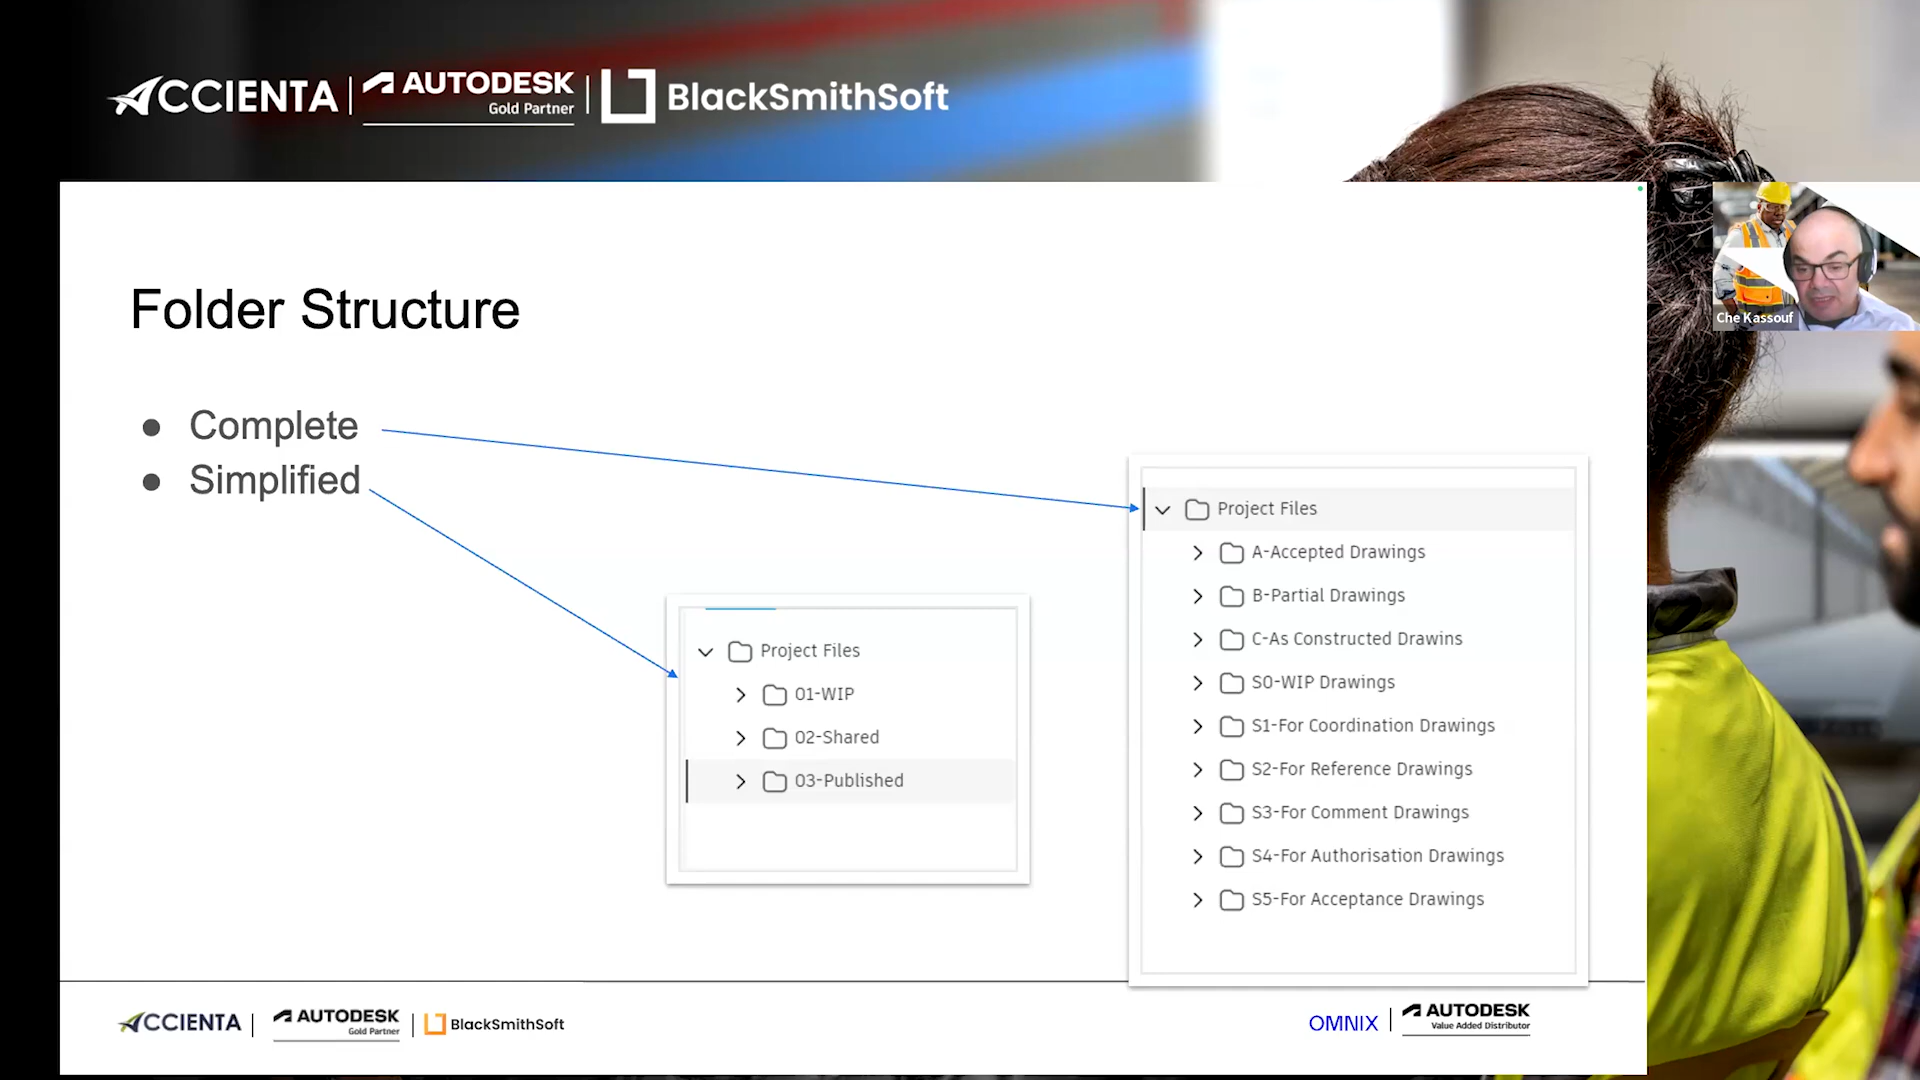 ACCIENTA
AUTODESK
Gold Partner
BlackSmithSoft
Che Kassouf
Folder Structure
● Complete
● Simplified
Project Files
01-WIP
02-Shared
03-Published
Project Files
A-Accepted Drawings
B-Partial Drawings
C-As Constructed Drawins
S0-WIP Drawings
S1-For Coordination Drawings
S2-For Reference Drawings
S3-For Comment Drawings
S4-For Authorisation Drawings
S5-For Acceptance Drawings
ACCIENTA
AUTODESK
Gold Partner
BlackSmithSoft
OMNIX
AUTODESK
Value Added Distributor